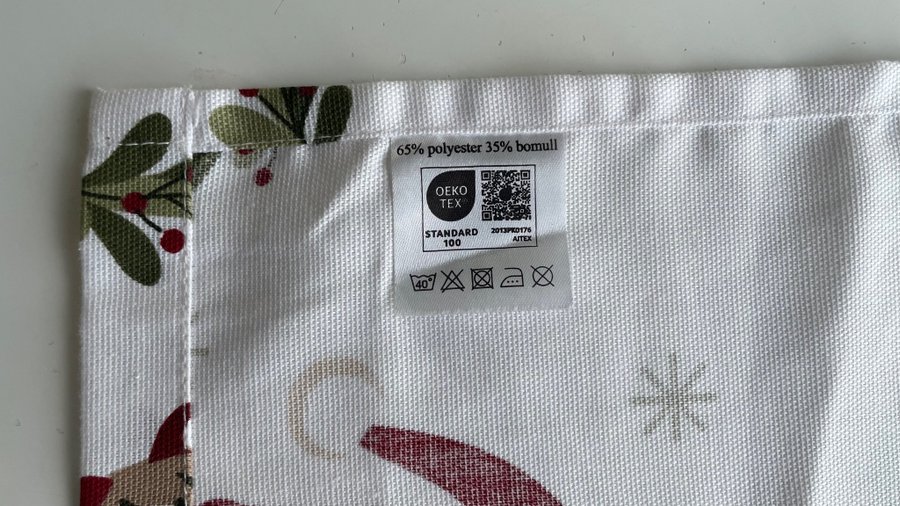 65% polyester 35% bomull
OEKO
TEX
STANDARD
100
2013PK0176
AITEX
40°